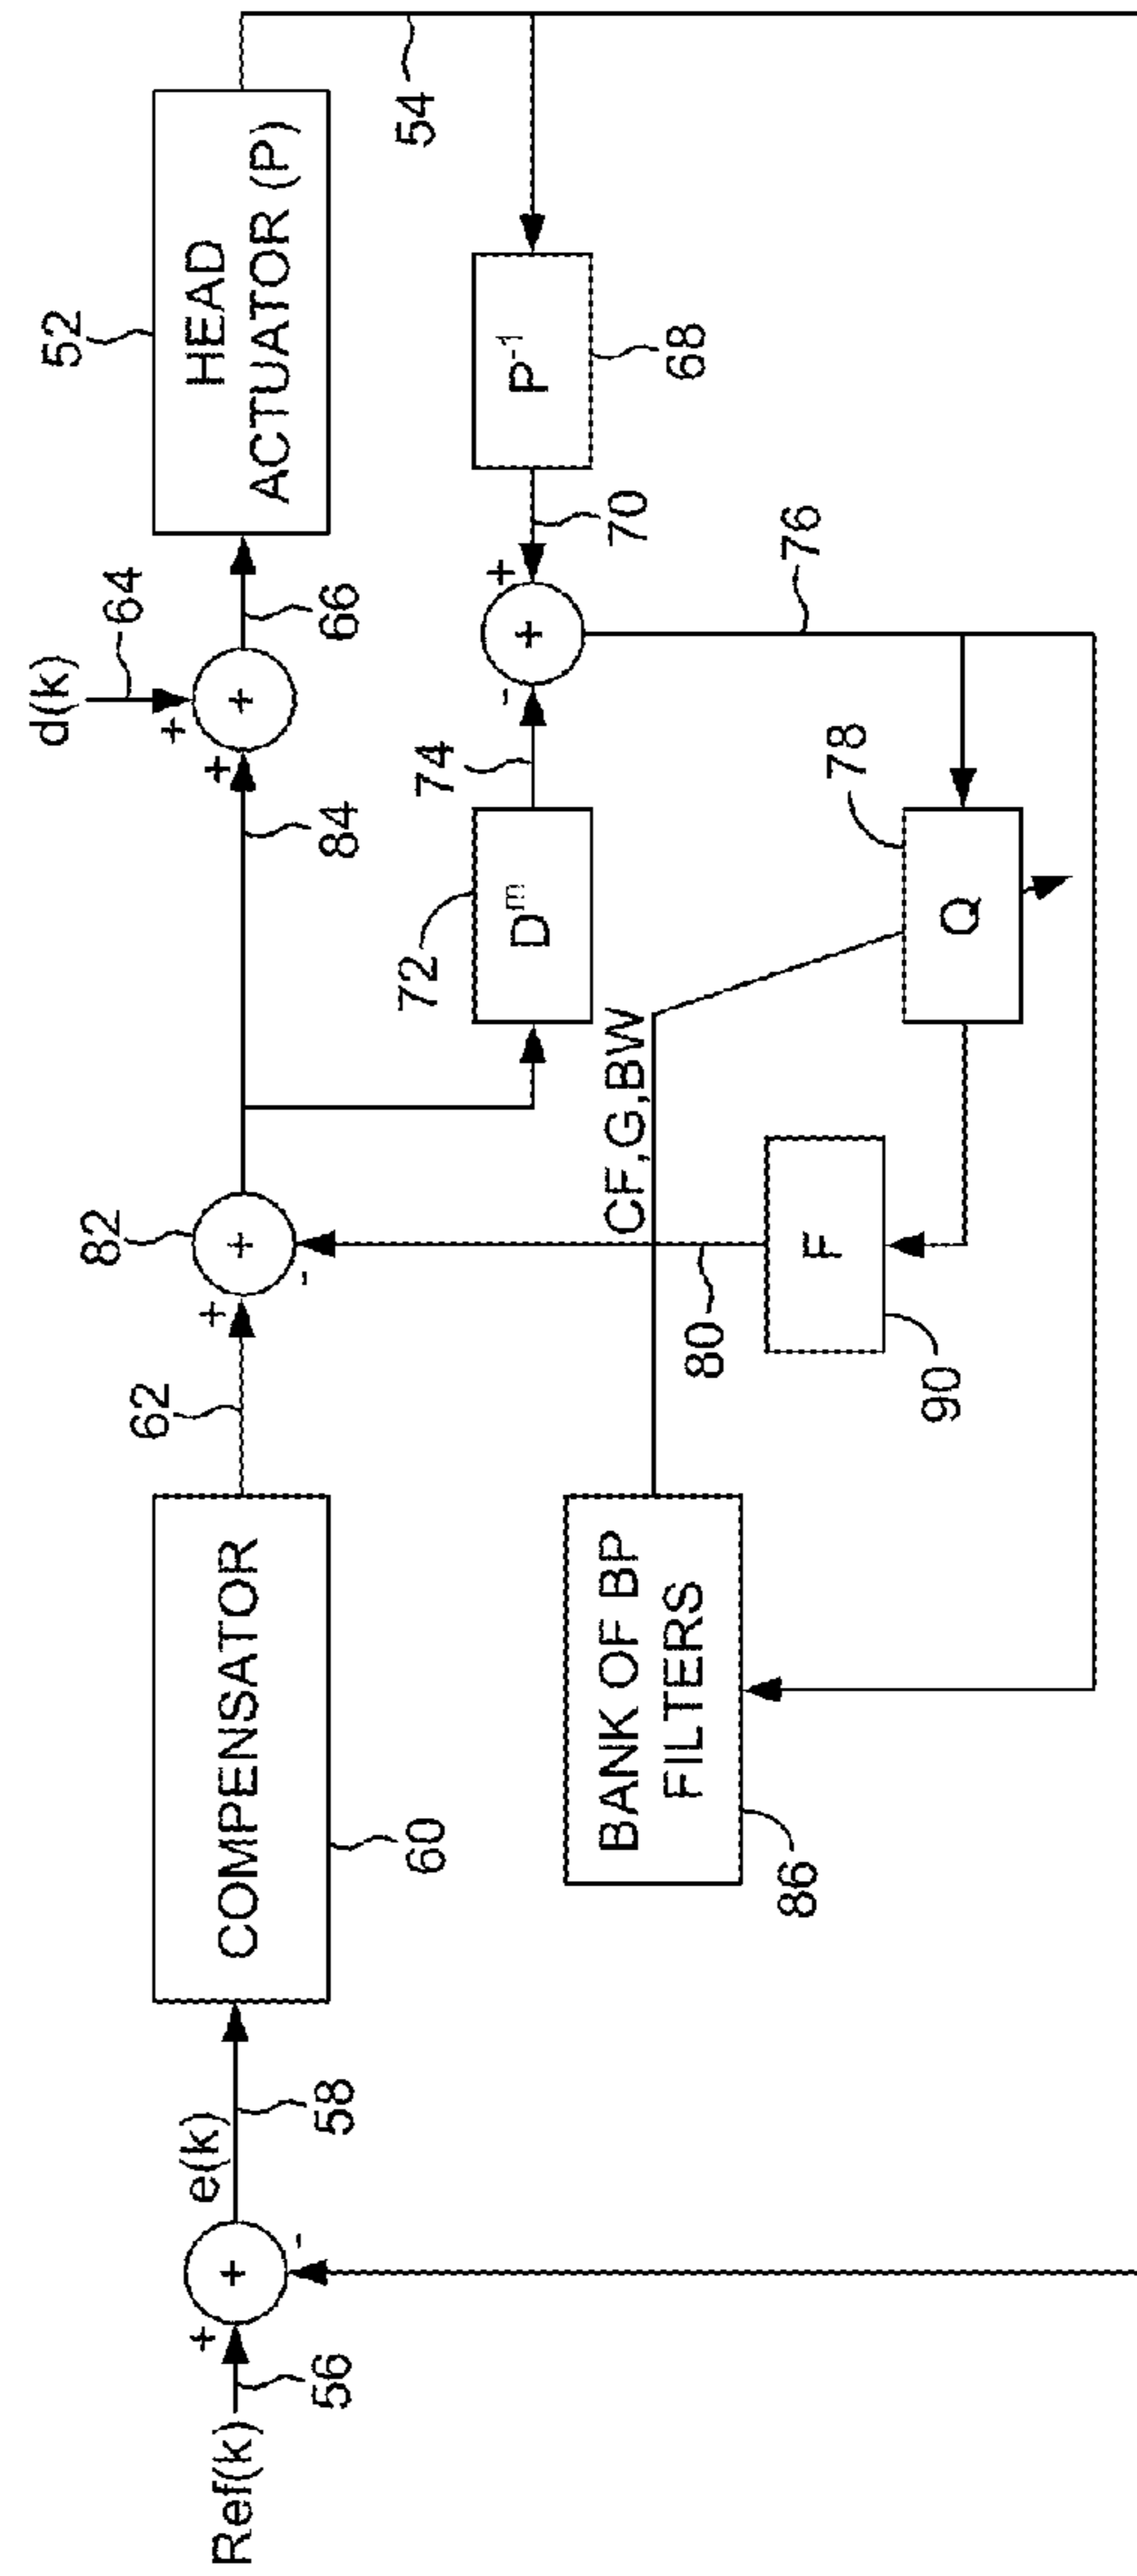 Ref(k)
56
+
+
-
e(k)
58
COMPENSATOR
60
62
+
+
-
82
84
d(k)
64
+
+
+
66
52
HEAD
ACTUATOR (P)
54
72
D^m
74
-
+
+
70
P^-1
68
76
BANK OF BP
FILTERS
86
CF,G,BW
80
F
90
78
Q